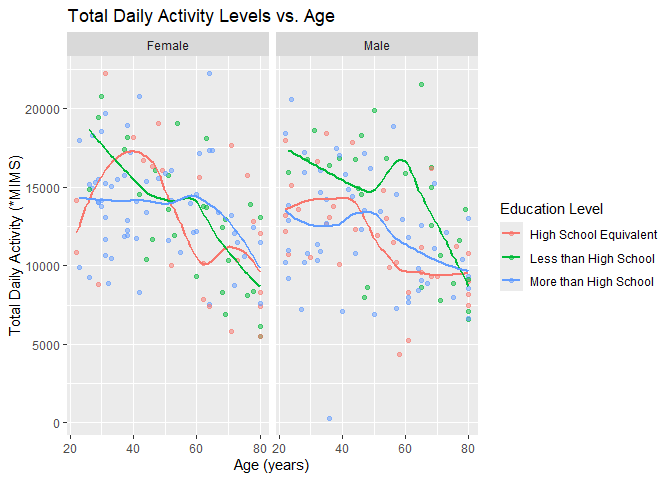 Total Daily Activity Levels vs. Age
Female
Male
20000
15000
10000
5000
0
Total Daily Activity (*MIMS)
20
40
60
80
20
40
60
80
Age (years)
Education Level
High School Equivalent
Less than High School
More than High School